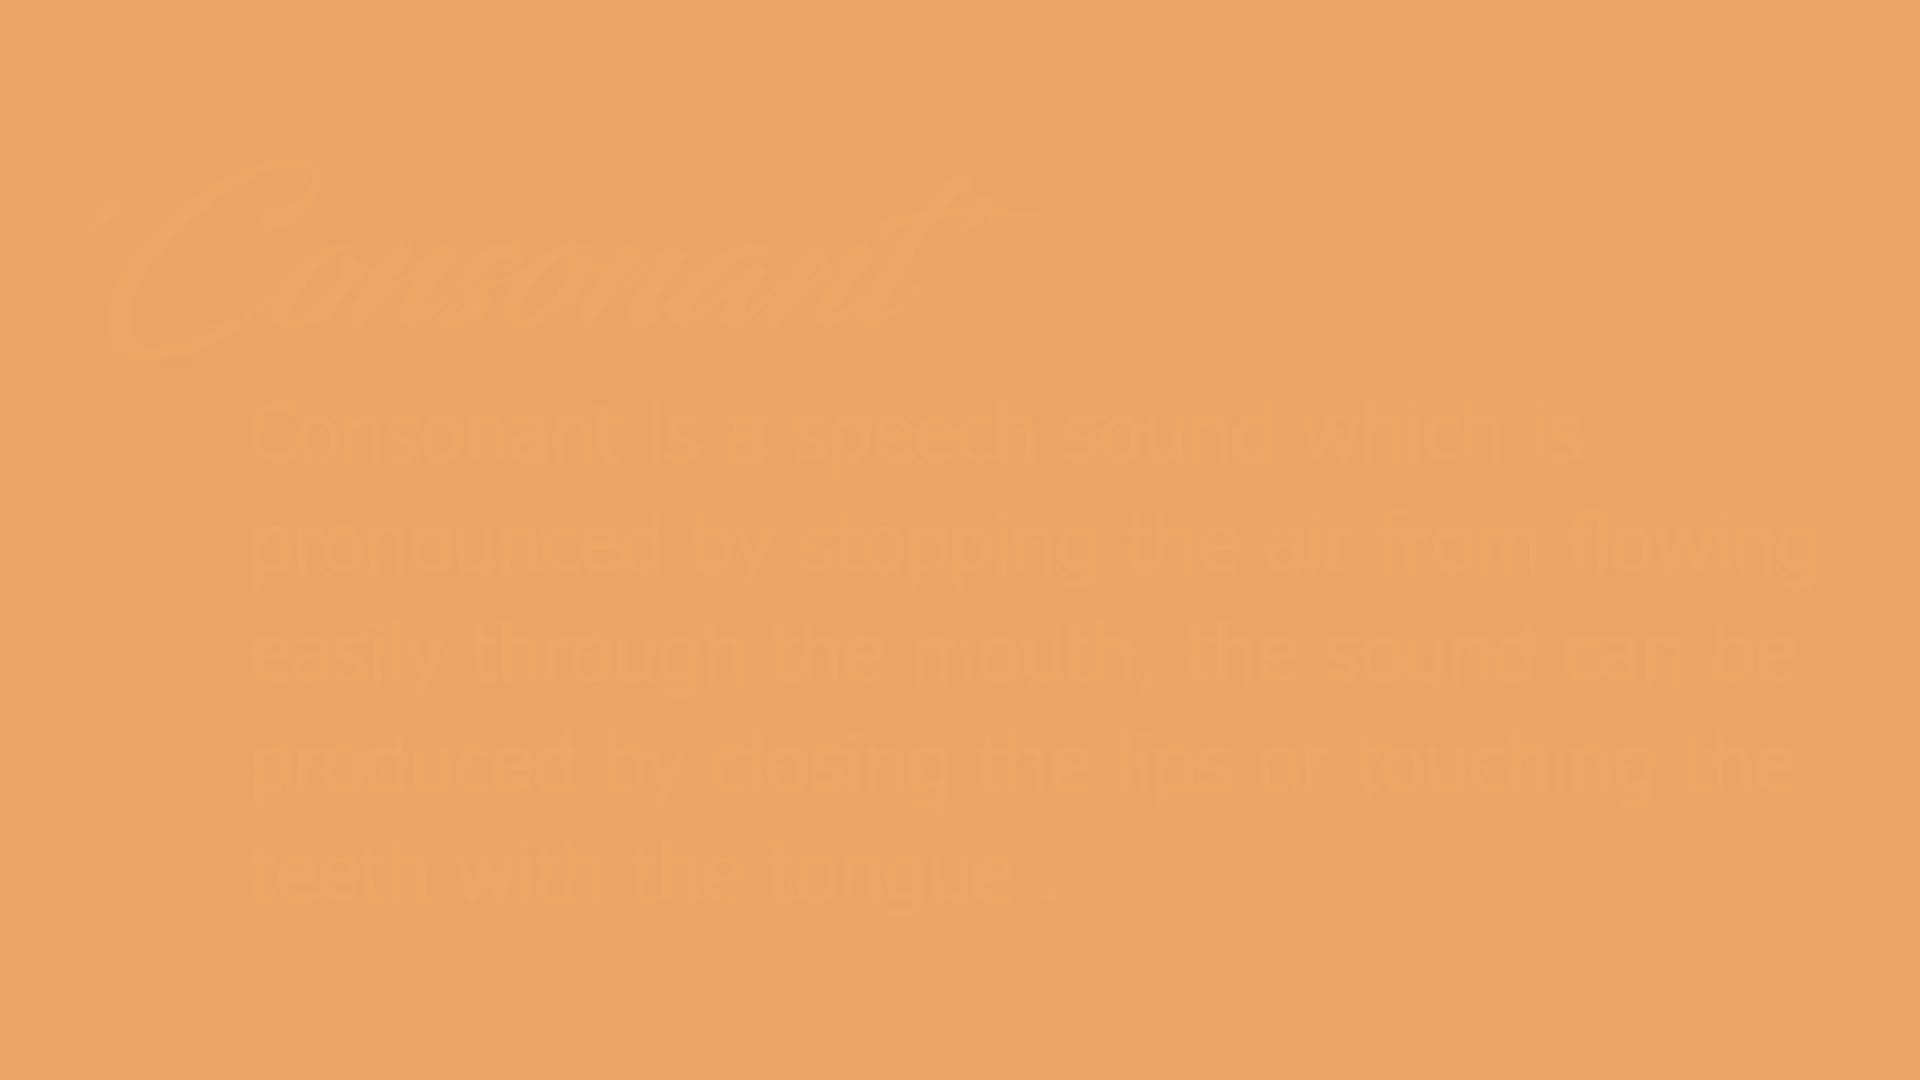 "Consonant"
Consonant is a speech sound which is
pronounced by stopping the air from flowing
easily through the mouth, the sound can be
produced by closing the lips or touching the
teeth with the tongue .